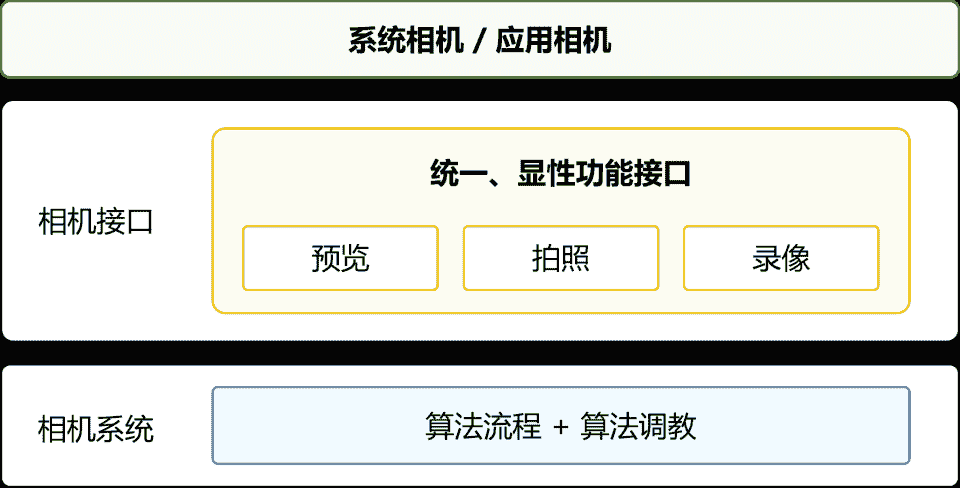 系统相机 / 应用相机
统一、显性功能接口
相机接口
预览 拍照 录像
相机系统
算法流程 + 算法调教